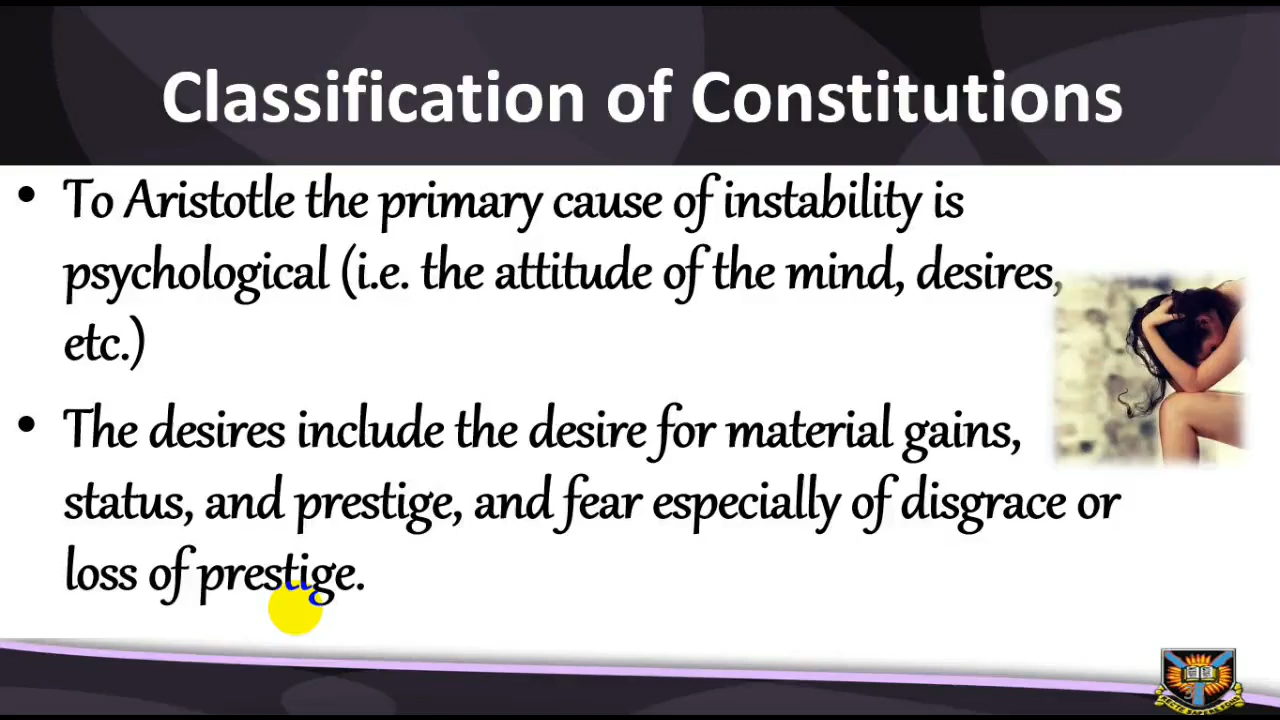 Classification of Constitutions
• To Aristotle the primary cause of instability is
psychological (i.e. the attitude of the mind, desires,
etc.)
• The desires include the desire for material gains,
status, and prestige, and fear especially of disgrace or
loss of prestige.